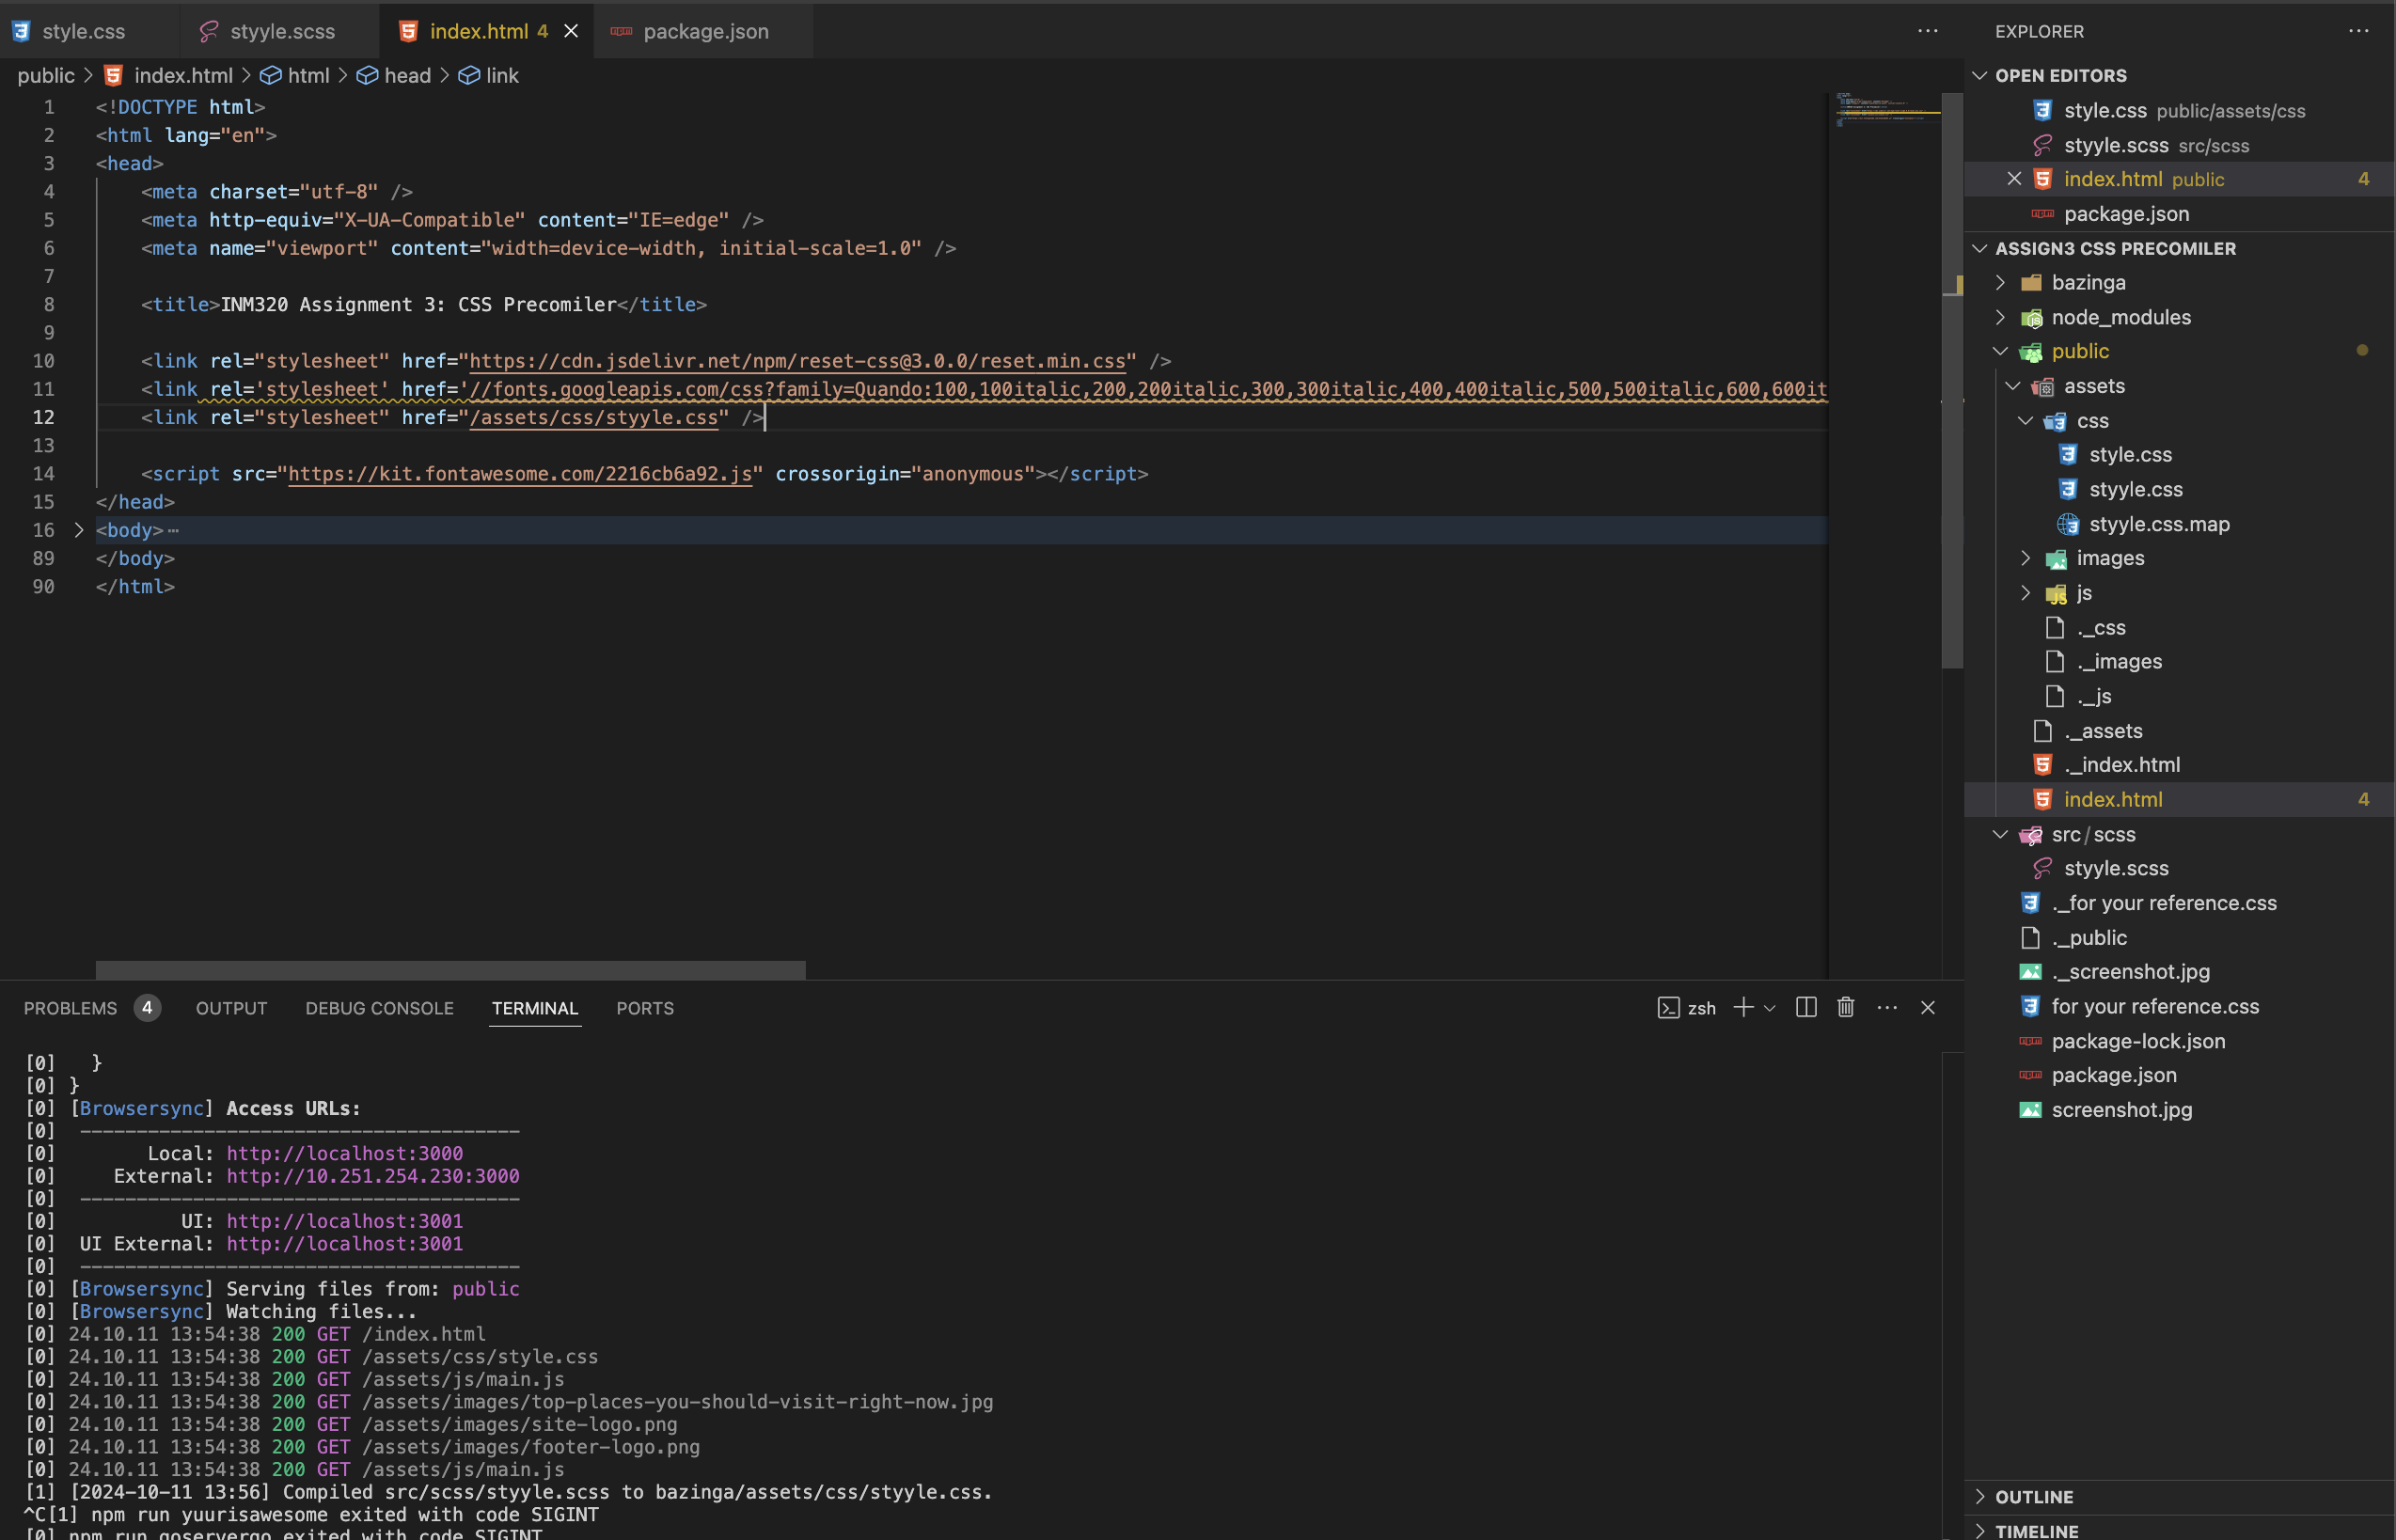 style.css
styyle.scss
index.html 4
package.json
public > index.html > html > head > link
1 <!DOCTYPE html>
2 <html lang="en">
3 <head>
4 <meta charset="utf-8" />
5 <meta http-equiv="X-UA-Compatible" content="IE=edge" />
6 <meta name="viewport" content="width=device-width, initial-scale=1.0" />
7
8 <title>INM320 Assignment 3: CSS Precomiler</title>
9
10 <link rel="stylesheet" href="https://cdn.jsdelivr.net/npm/reset-css@3.0.0/reset.min.css" />
11 <link rel='stylesheet' href='//fonts.googleapis.com/css?family=Quando:100,100italic,200,200italic,300,300italic,400,400italic,500,500italic,600,600it
12 <link rel="stylesheet" href="/assets/css/styyle.css" />
13
14 <script src="https://kit.fontawesome.com/2216cb6a92.js" crossorigin="anonymous"></script>
15 </head>
16 <body>⋯
89 </body>
90 </html>
PROBLEMS 4 OUTPUT DEBUG CONSOLE TERMINAL PORTS
zsh
[0]   }
[0] }
[0] [Browsersync] Access URLs:
[0]  ---------------------------------------
[0]        Local: http://localhost:3000
[0]     External: http://10.251.254.230:3000
[0]  ---------------------------------------
[0]           UI: http://localhost:3001
[0]  UI External: http://localhost:3001
[0]  ---------------------------------------
[0] [Browsersync] Serving files from: public
[0] [Browsersync] Watching files...
[0] 24.10.11 13:54:38 200 GET /index.html
[0] 24.10.11 13:54:38 200 GET /assets/css/style.css
[0] 24.10.11 13:54:38 200 GET /assets/js/main.js
[0] 24.10.11 13:54:38 200 GET /assets/images/top-places-you-should-visit-right-now.jpg
[0] 24.10.11 13:54:38 200 GET /assets/images/site-logo.png
[0] 24.10.11 13:54:38 200 GET /assets/images/footer-logo.png
[0] 24.10.11 13:54:38 200 GET /assets/js/main.js
[1] [2024-10-11 13:56] Compiled src/scss/styyle.scss to bazinga/assets/css/styyle.css.
^C[1] npm run yuurisawesome exited with code SIGINT
[0] npm run goservergo exited with code SIGINT
EXPLORER
OPEN EDITORS
style.css public/assets/css
styyle.scss src/scss
index.html public 4
package.json
ASSIGN3 CSS PRECOMILER
bazinga
node_modules
public
assets
css
style.css
styyle.css
styyle.css.map
images
js
._css
._images
._js
._assets
._index.html
index.html 4
src/scss
styyle.scss
._for your reference.css
._public
._screenshot.jpg
for your reference.css
package-lock.json
package.json
screenshot.jpg
OUTLINE
TIMELINE